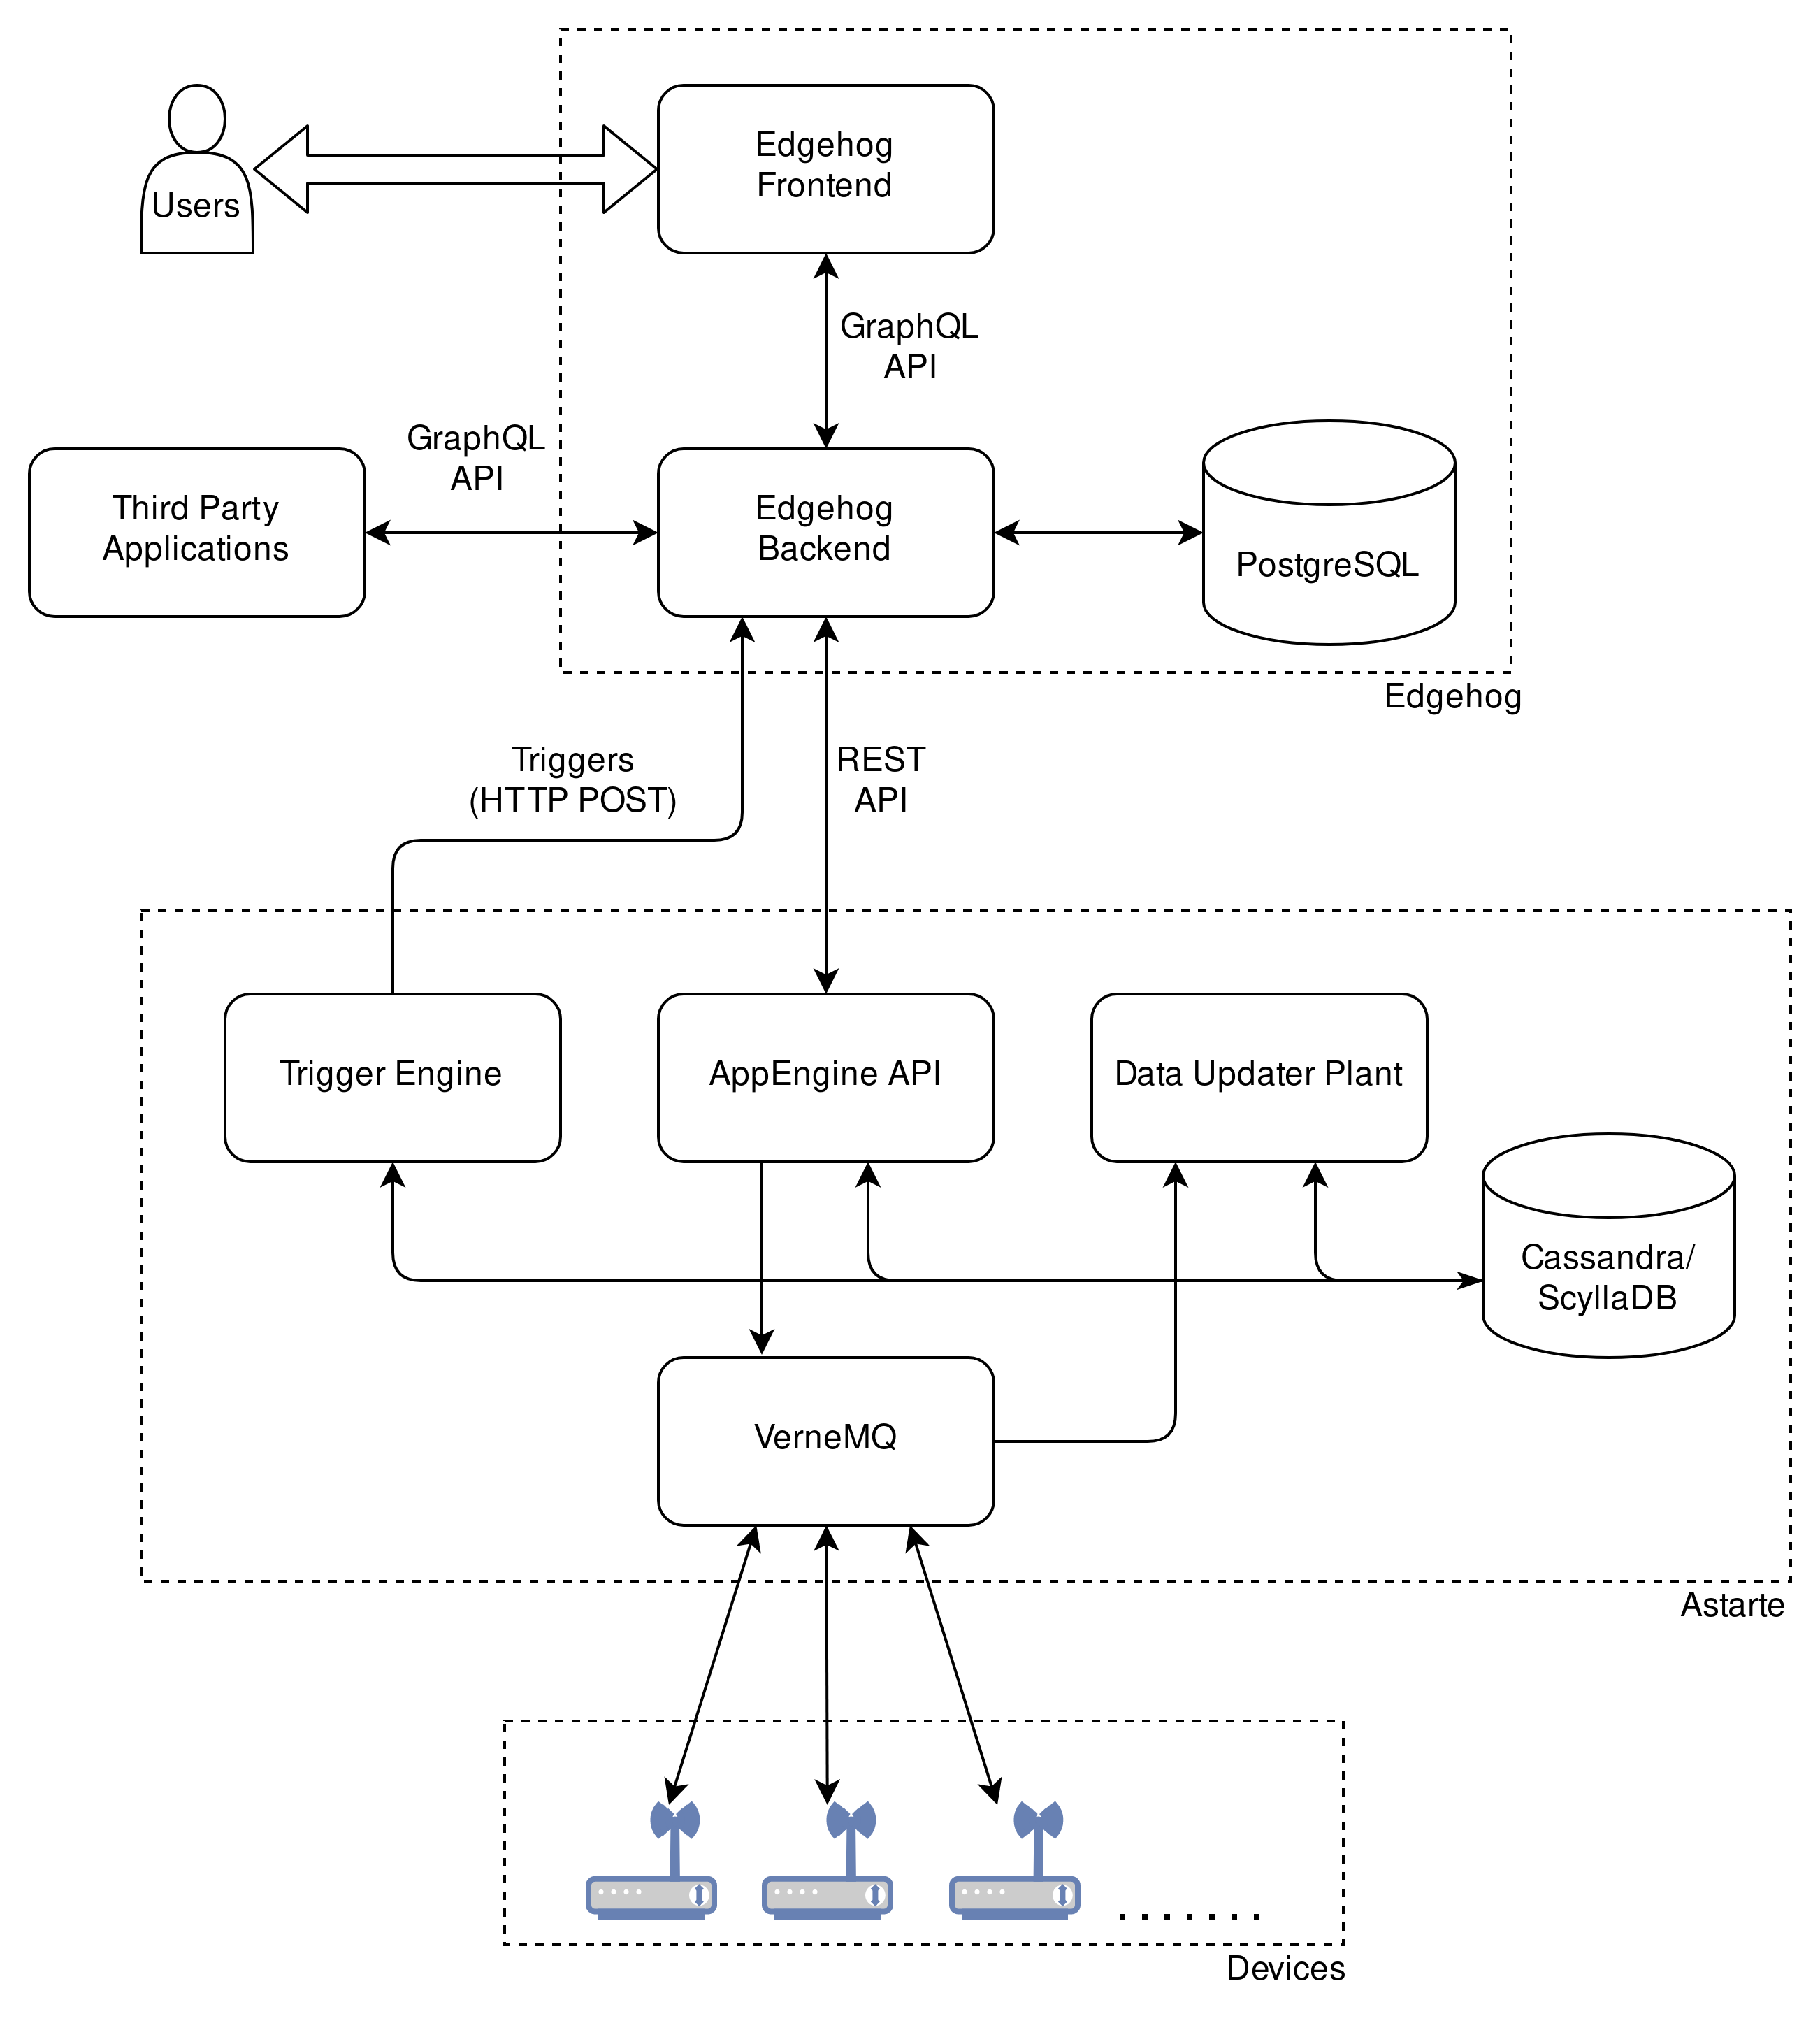 Edgehog
Frontend
Users
GraphQL
API
GraphQL
API
Third Party
Applications
Edgehog
Backend
PostgreSQL
Edgehog
Triggers
(HTTP POST)
REST
API
Trigger Engine
AppEngine API
Data Updater Plant
Cassandra/
ScyllaDB
VerneMQ
Astarte
Devices